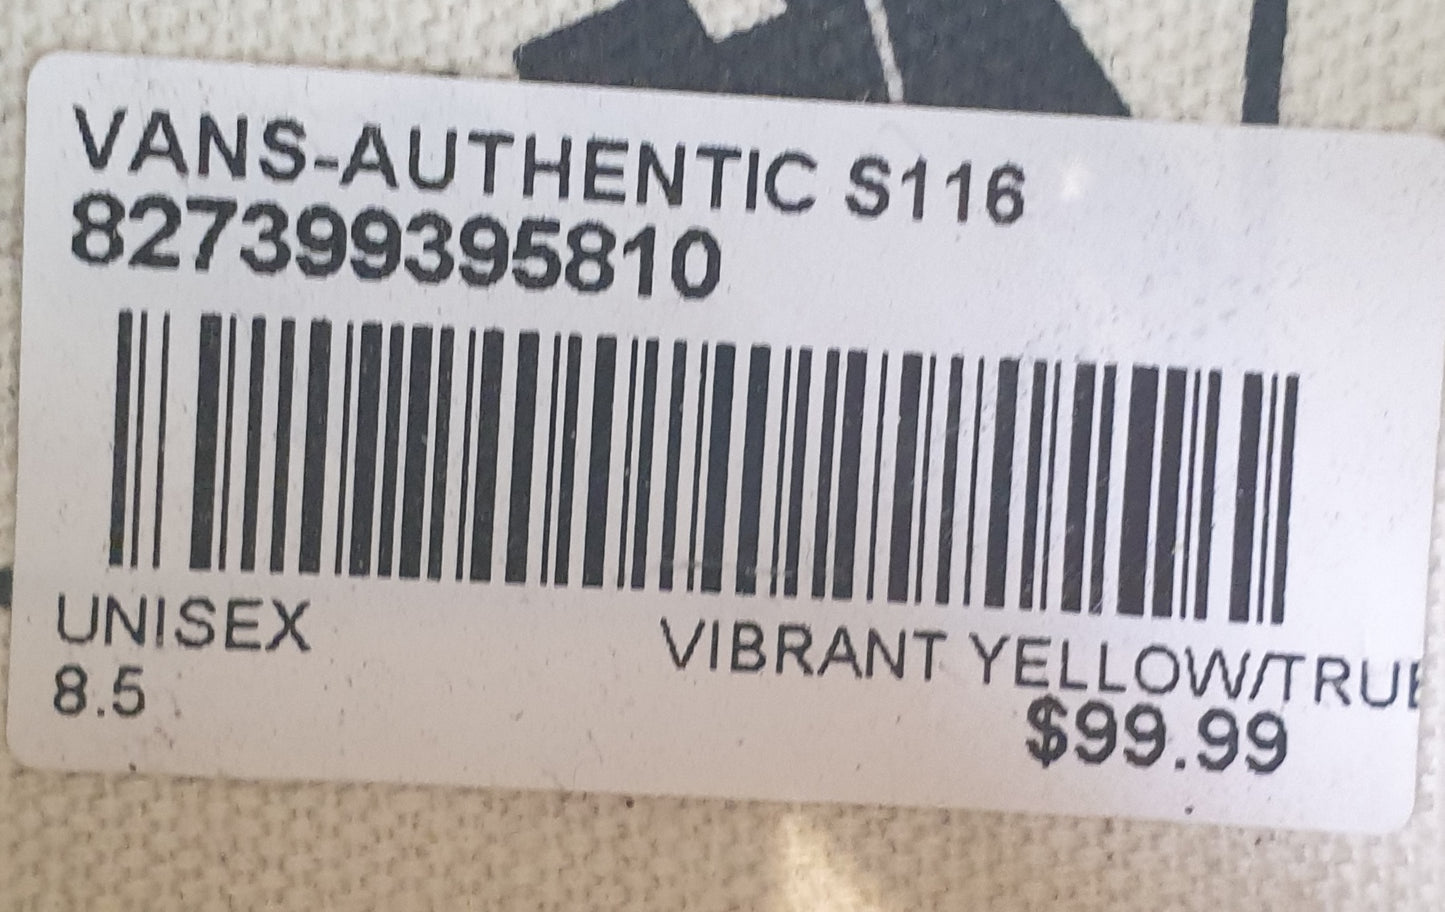 VANS-AUTHENTIC S116
827399395810
UNISEX
VIBRANT YELLOW/TRUE
8.5
$99.99